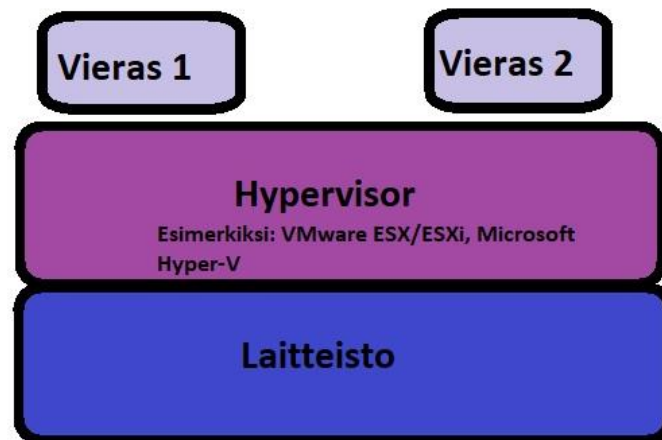 Vieras 1
Vieras 2
Hypervisor
Esimerkiksi: VMware ESX/ESXi, Microsoft
Hyper-V
Laitteisto